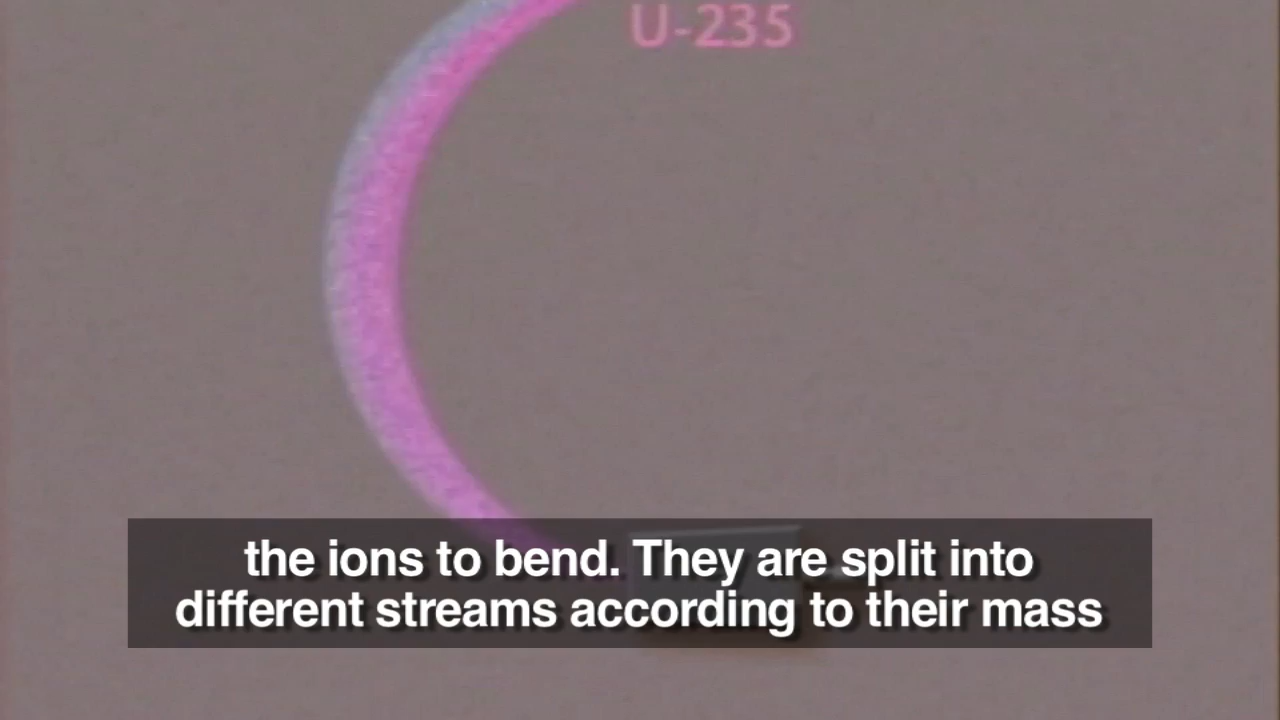 U-235
the ions to bend. They are split into
different streams according to their mass